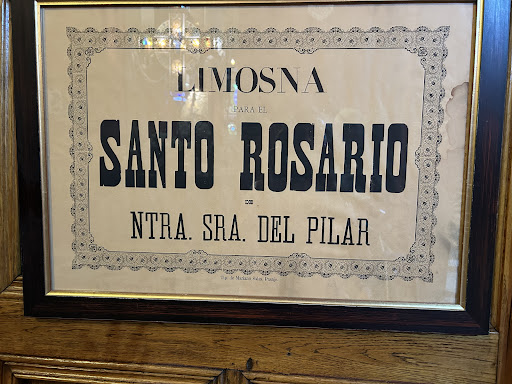 LIMOSNA
PARA EL
SANTO ROSARIO
DE
NTRA. SRA. DEL PILAR